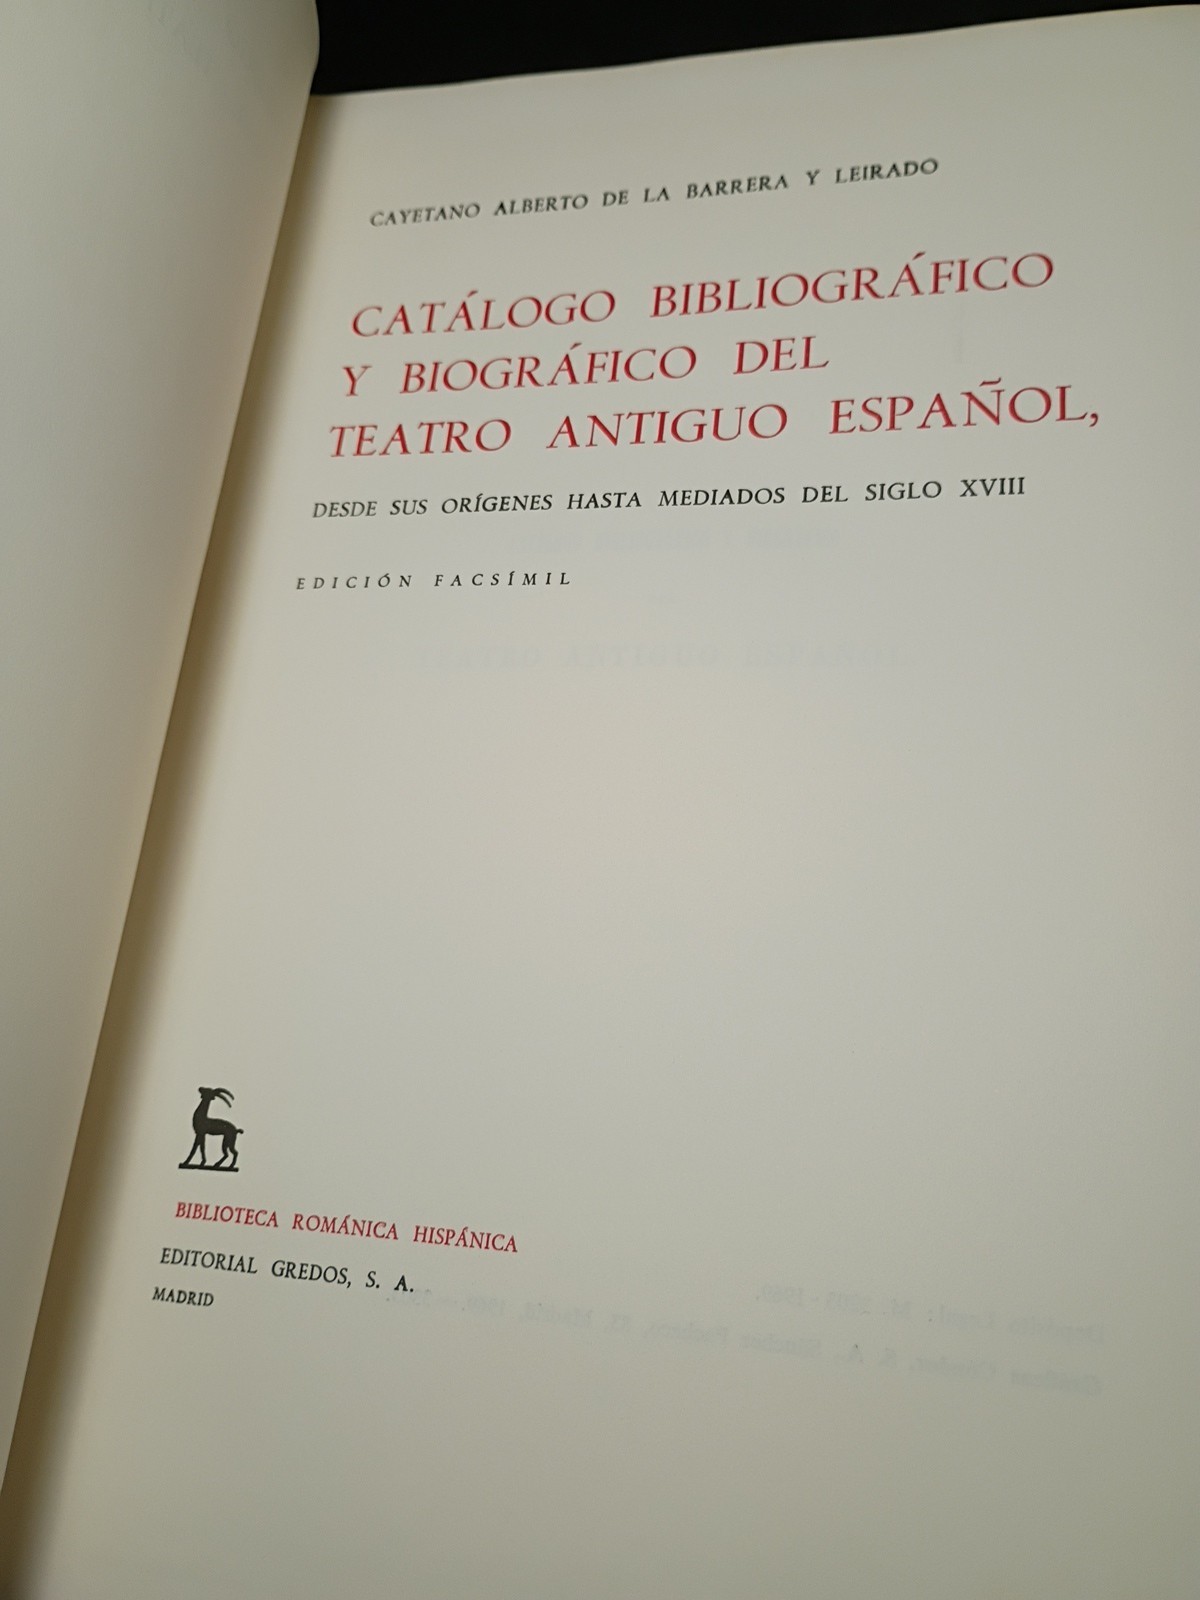 CAYETANO ALBERTO DE LA BARRERA Y LEIRADO
CATÁLOGO BIBLIOGRÁFICO
Y BIOGRÁFICO DEL
TEATRO ANTIGUO ESPAÑOL,
DESDE SUS ORÍGENES HASTA MEDIADOS DEL SIGLO XVIII
EDICIÓN FACSÍMIL
BIBLIOTECA ROMÁNICA HISPÁNICA
EDITORIAL GREDOS, S. A.
MADRID